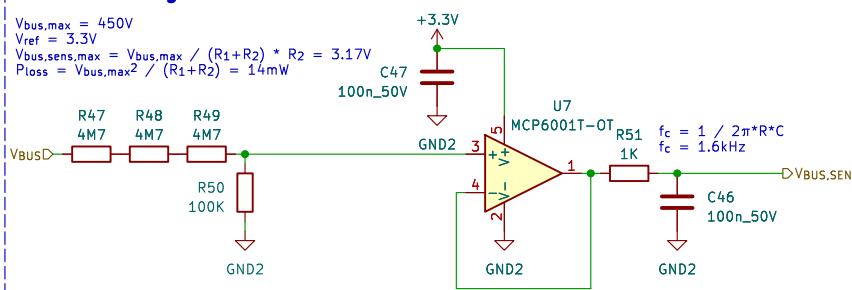 Vbus,max = 450V
Vref = 3.3V
Vbus,sens,max = Vbus,max / (R1+R2) * R2 = 3.17V
Ploss = Vbus,max² / (R1+R2) = 14mW
+3.3V
C47
100n_50V
GND2
R47
4M7
R48
4M7
R49
4M7
VBUS
R50
100K
GND2
U7
MCP6001T-OT
5
3
4
1
2
+
-
V+
V-
GND2
R51
1K
fc = 1 / 2π*R*C
fc = 1.6kHz
VBUS,SEN
C46
100n_50V
GND2